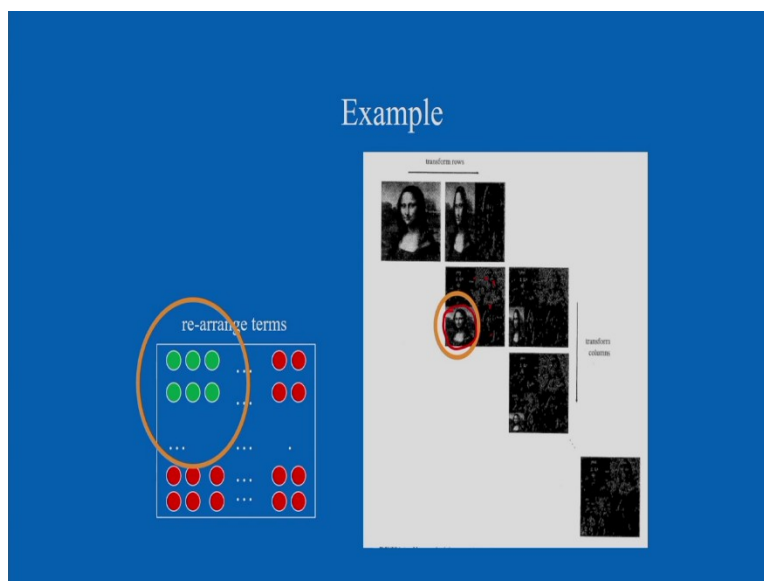 Example
transform rows
re-arrange terms
transform
columns